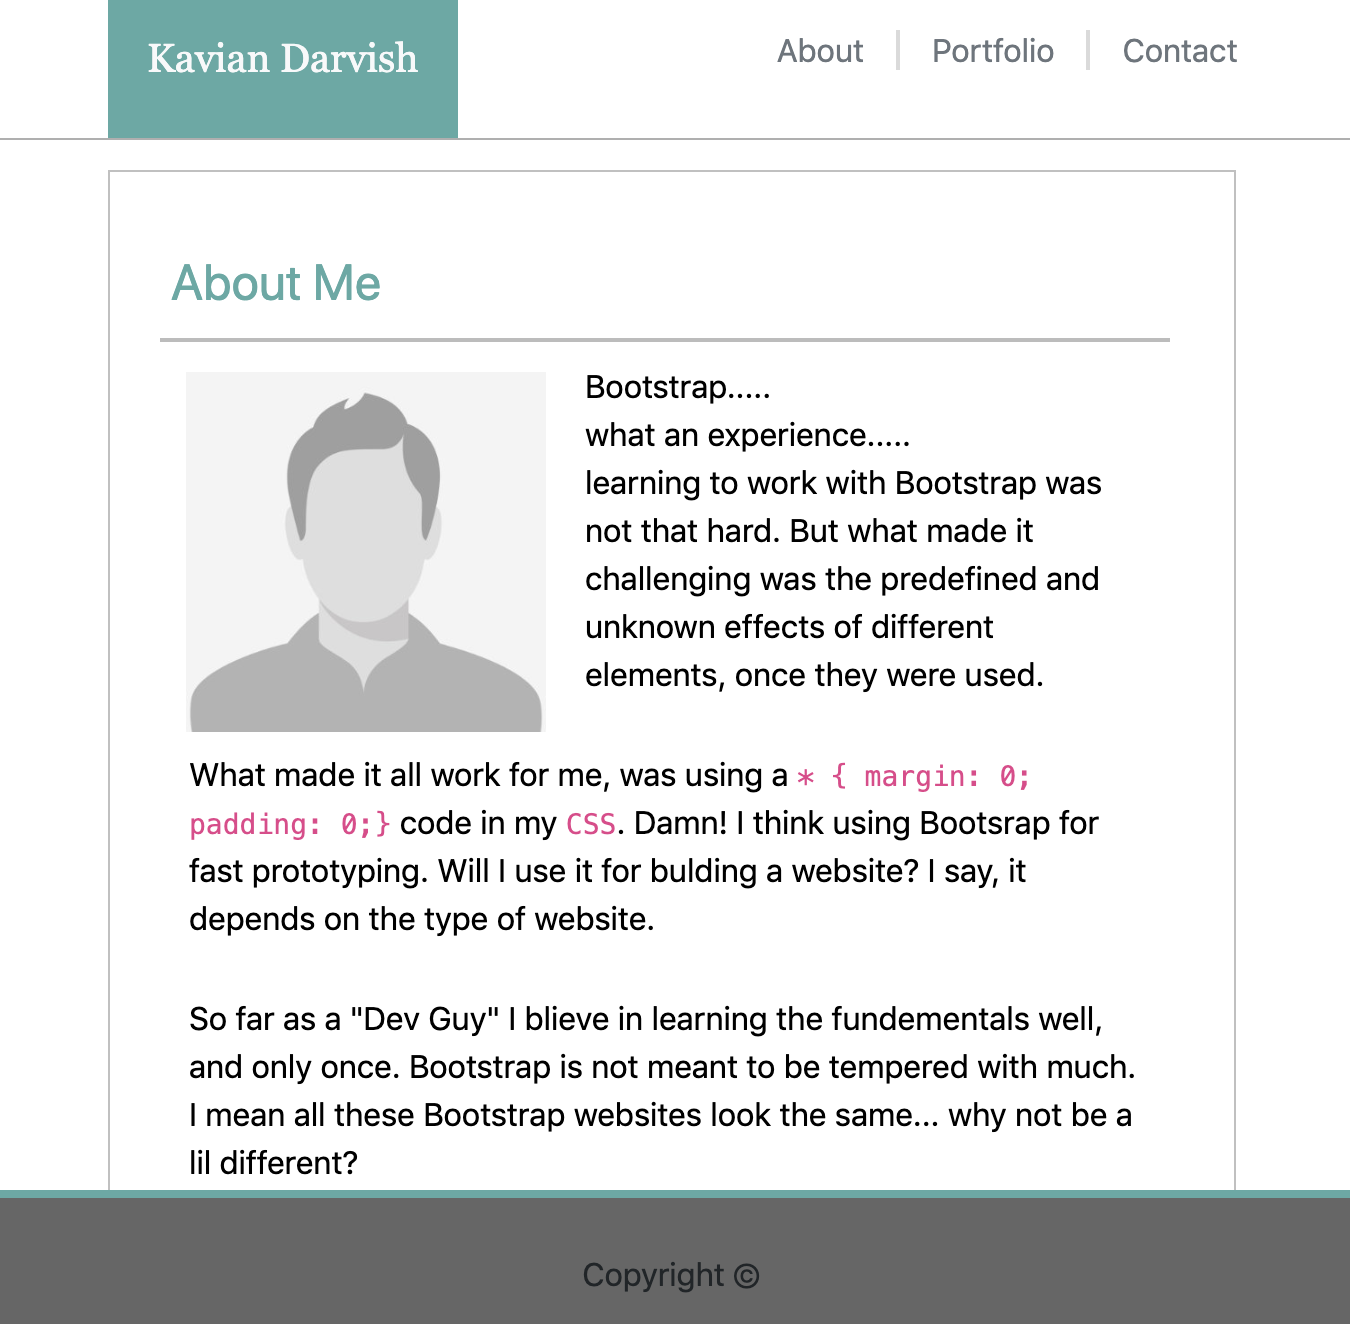 Kavian Darvish
About
Portfolio
Contact
About Me
Bootstrap.....
what an experience.....
learning to work with Bootstrap was
not that hard. But what made it
challenging was the predefined and
unknown effects of different
elements, once they were used.
What made it all work for me, was using a * { margin: 0;
padding: 0;} code in my CSS. Damn! I think using Bootsrap for
fast prototyping. Will I use it for bulding a website? I say, it
depends on the type of website.
So far as a "Dev Guy" I blieve in learning the fundementals well,
and only once. Bootstrap is not meant to be tempered with much.
I mean all these Bootstrap websites look the same... why not be a
lil different?
Copyright ©